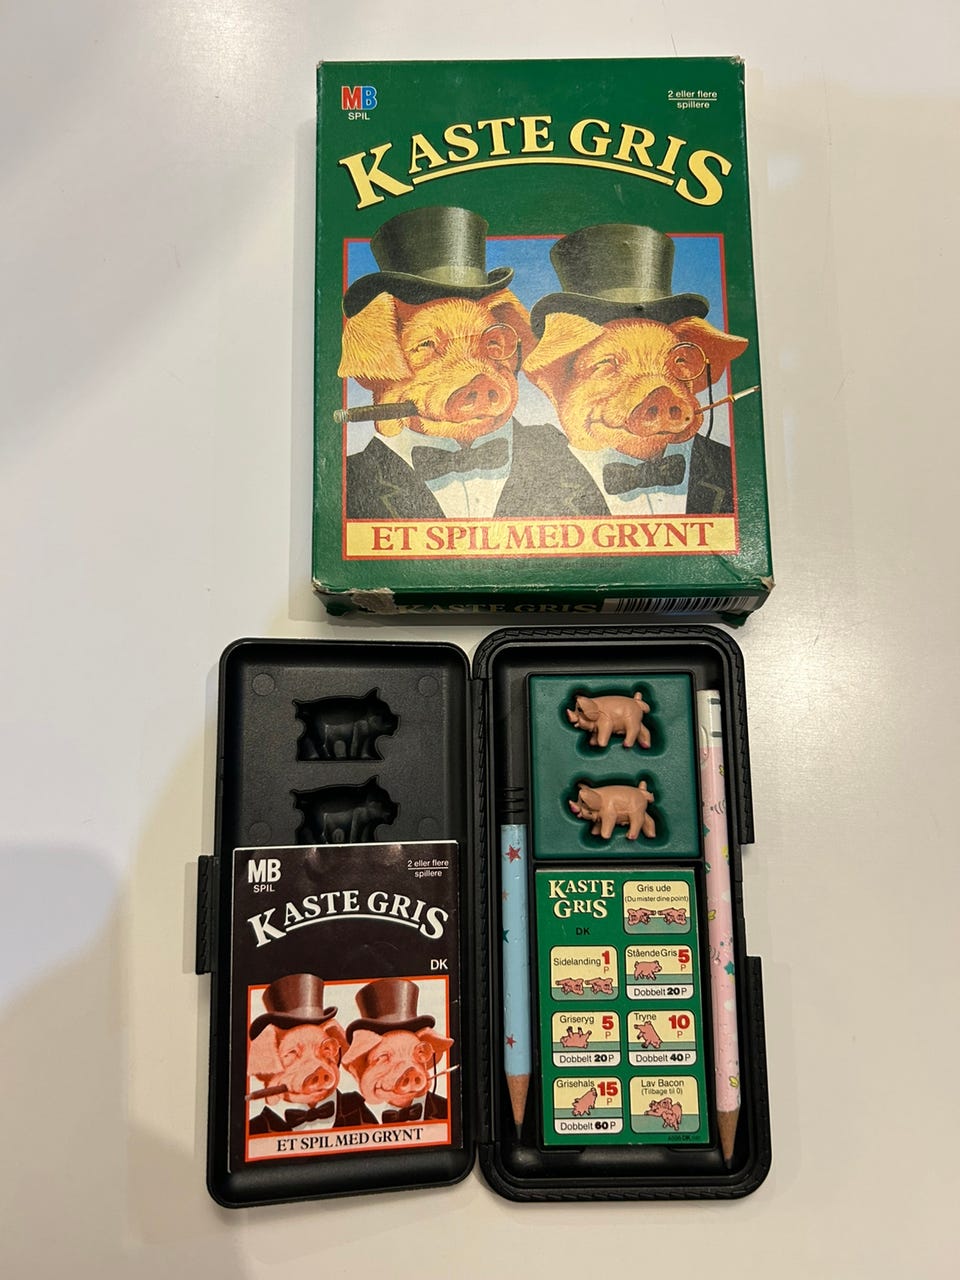 MB
SPIL
2 eller flere
spillere
KASTE GRIS
ET SPIL MED GRYNT
KASTE GRIS
MB
SPIL
2 eller flere
spillere
KASTE GRIS
DK
ET SPIL MED GRYNT
KASTE
GRIS
DK
Gris ude
(Du mister dine point)
Sidelanding 1
P
Stående Gris 5
P
Dobbelt 20 P
Griseryg 5
P
Dobbelt 20 P
Tryne 10
P
Dobbelt 40 P
Grisehals 15
P
Dobbelt 60 P
Lav Bacon
(Tilbage til 0)